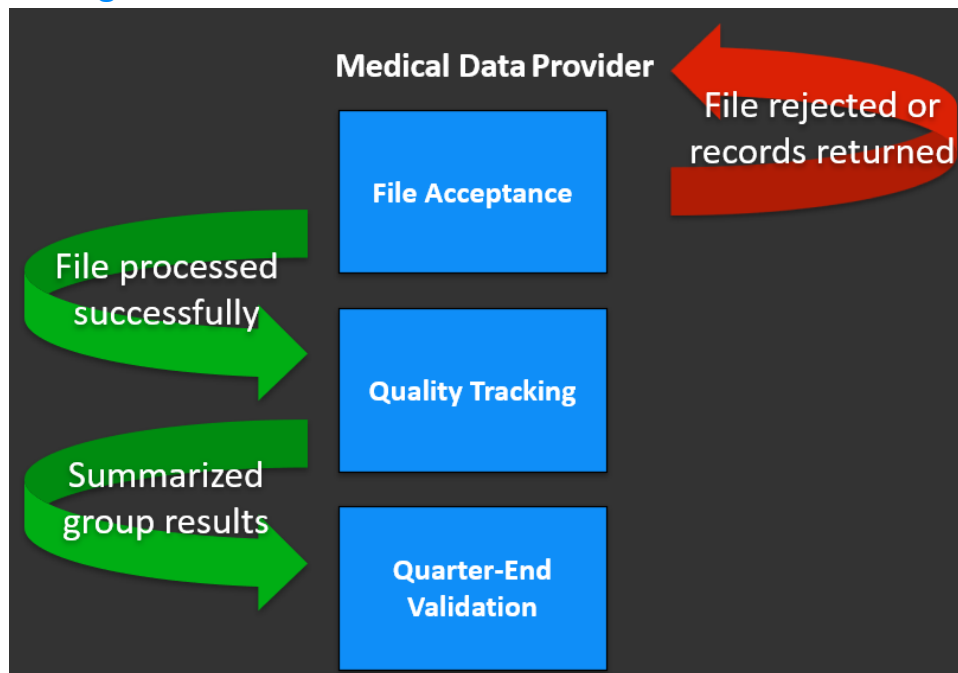 Medical Data Provider
File rejected or
records returned
File Acceptance
File processed
successfully
Quality Tracking
Summarized
group results
Quarter-End
Validation